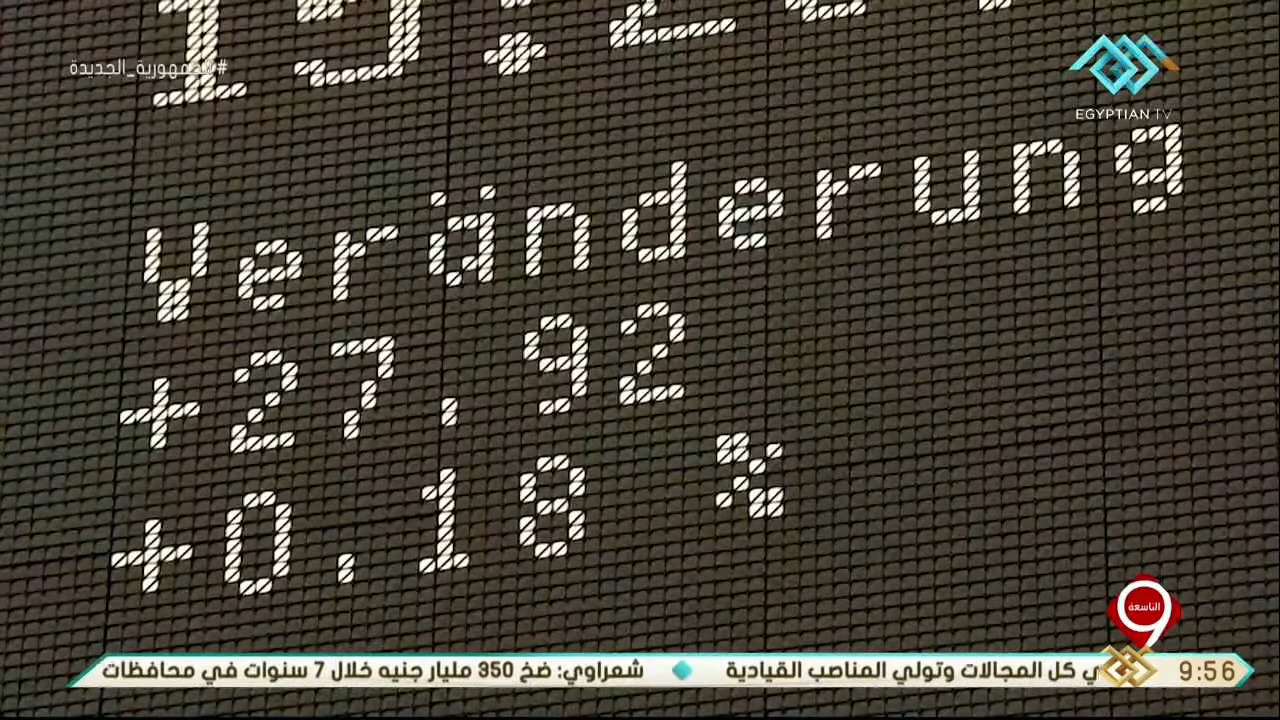 #الجمهورية_الجديدة
EGYPTIAN TV
Veränderung
+27,92
+0,18 %
التاسعة
9
9:56
ي كل المجالات وتولي المناصب القيادية
شعراوي: ضخ 350 مليار جنيه خلال 7 سنوات في محافظات